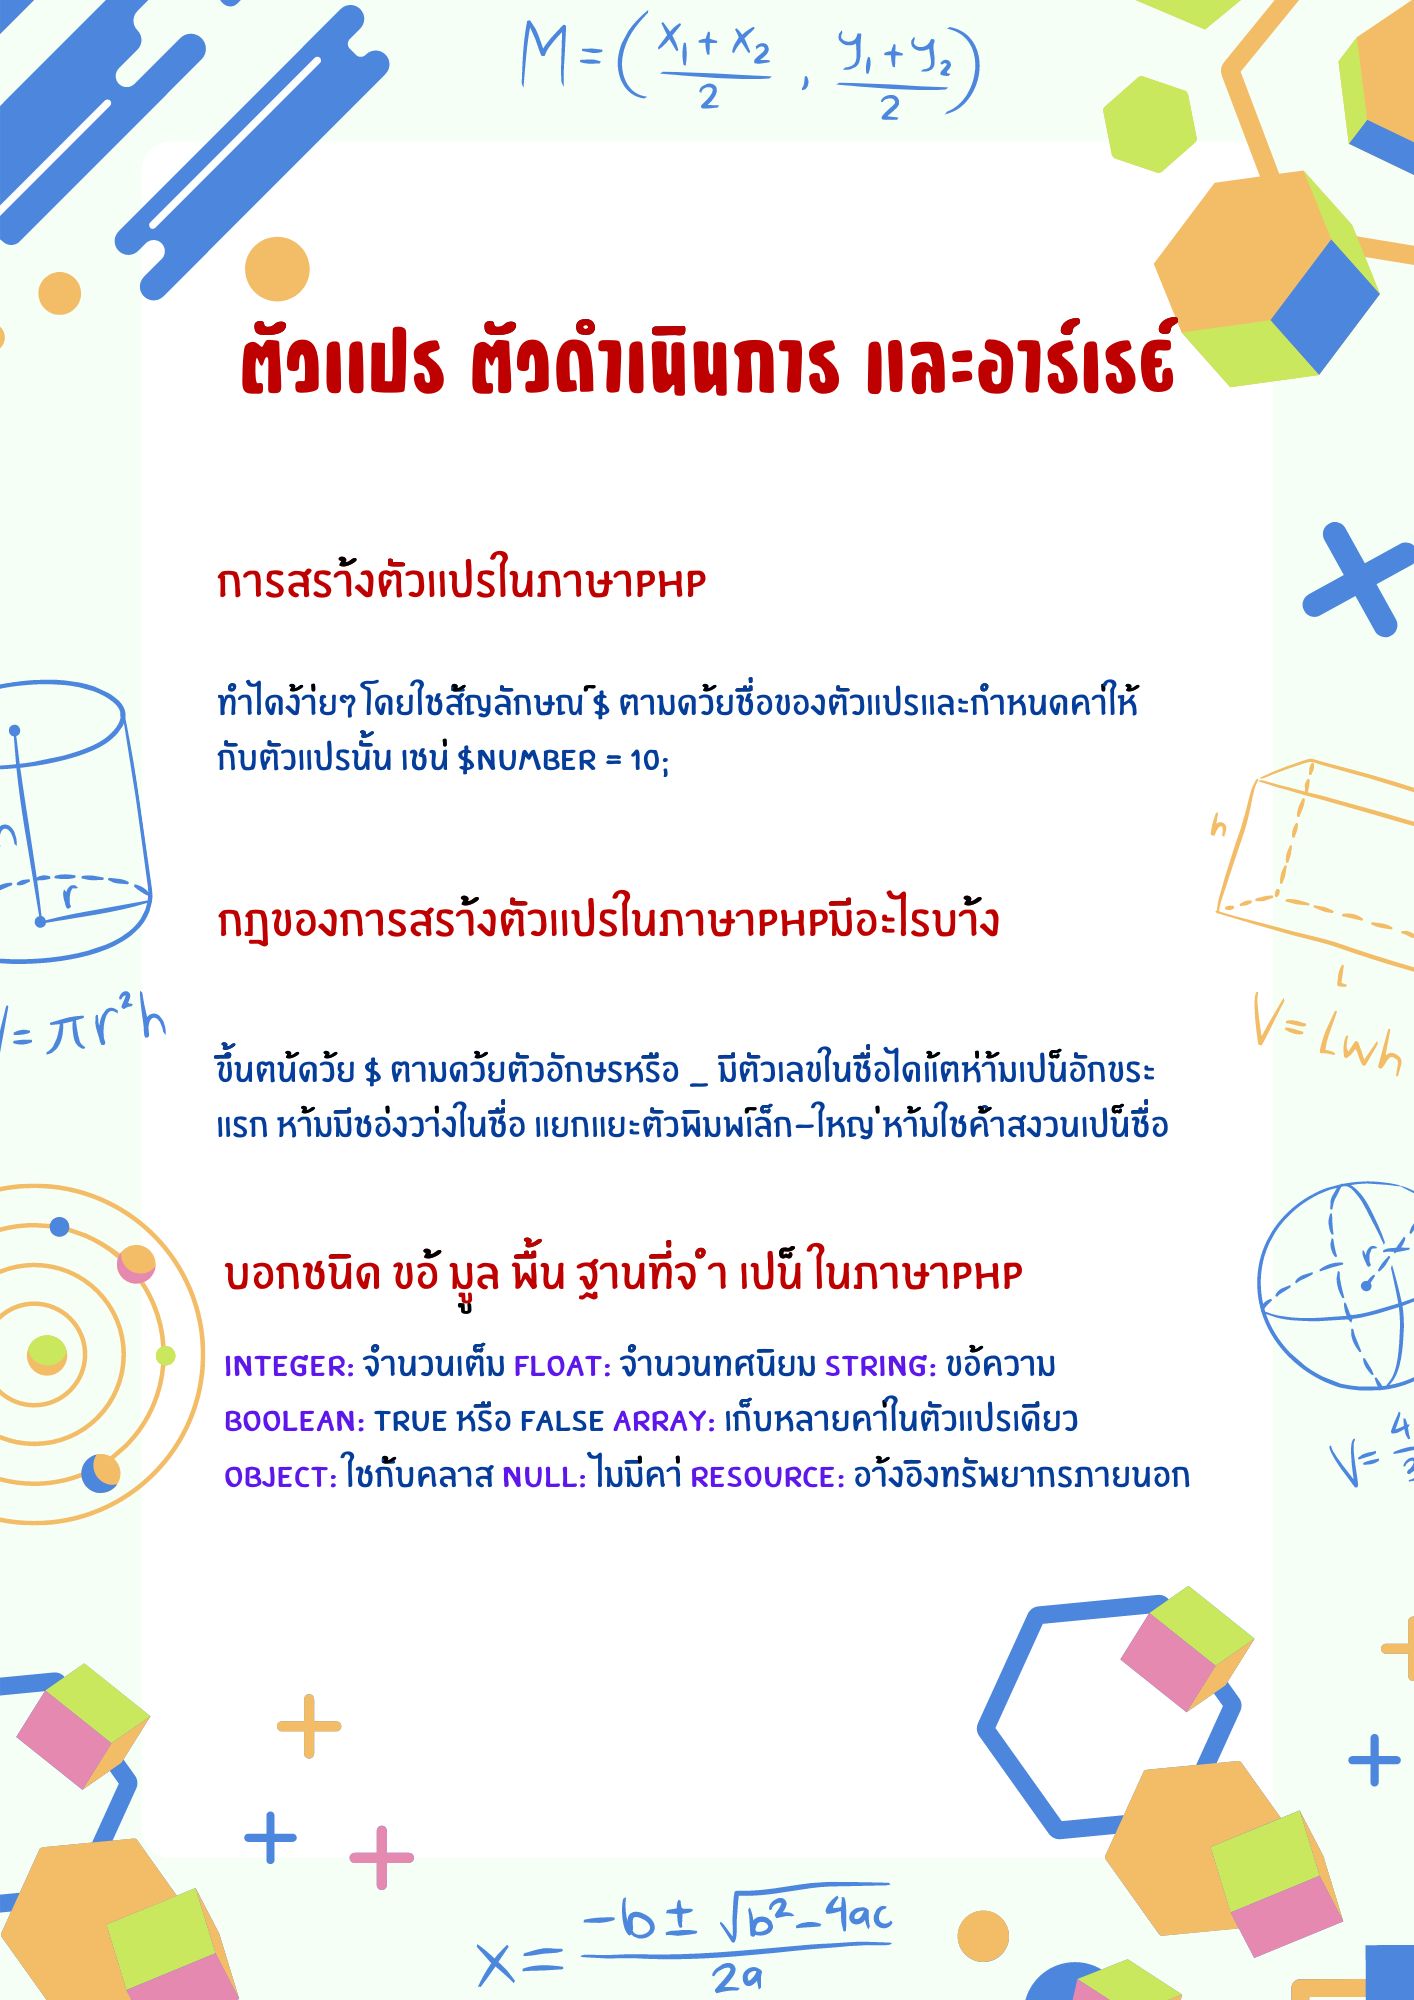 M = (x₁ + x₂ / 2 , y₁ + y₂ / 2)
ตัวแปร ตัวดำเนินการ และอาร์เรย์
การสร้างตัวแปรในภาษาPHP
ทำได้ง่ายๆ โดยใช้สัญลักษณ์ $ ตามด้วยชื่อของตัวแปรและกำหนดค่าให้
กับตัวแปรนั้น เช่น $NUMBER = 10;
h
r
h
กฎของการสร้างตัวแปรในภาษาPHPมีอะไรบ้าง
L
V = πr²h
V = Lwh
ขึ้นต้นด้วย $ ตามด้วยตัวอักษรหรือ _ มีตัวเลขในชื่อได้แต่ห้ามเป็นอักขระ
แรก ห้ามมีช่องว่างในชื่อ แยกแยะตัวพิมพ์เล็ก-ใหญ่ ห้ามใช้คำสงวนเป็นชื่อ
r
บอกชนิด ข้อ มูล พื้น ฐานที่จำ เป็น ในภาษาPHP
INTEGER: จำนวนเต็ม FLOAT: จำนวนทศนิยม STRING: ข้อความ
BOOLEAN: TRUE หรือ FALSE ARRAY: เก็บหลายค่าในตัวแปรเดียว
OBJECT: ใช้กับคลาส NULL: ไม่มีค่า RESOURCE: อ้างอิงทรัพยากรภายนอก
V = 4/3
x = -b ± √b² - 4ac / 2a